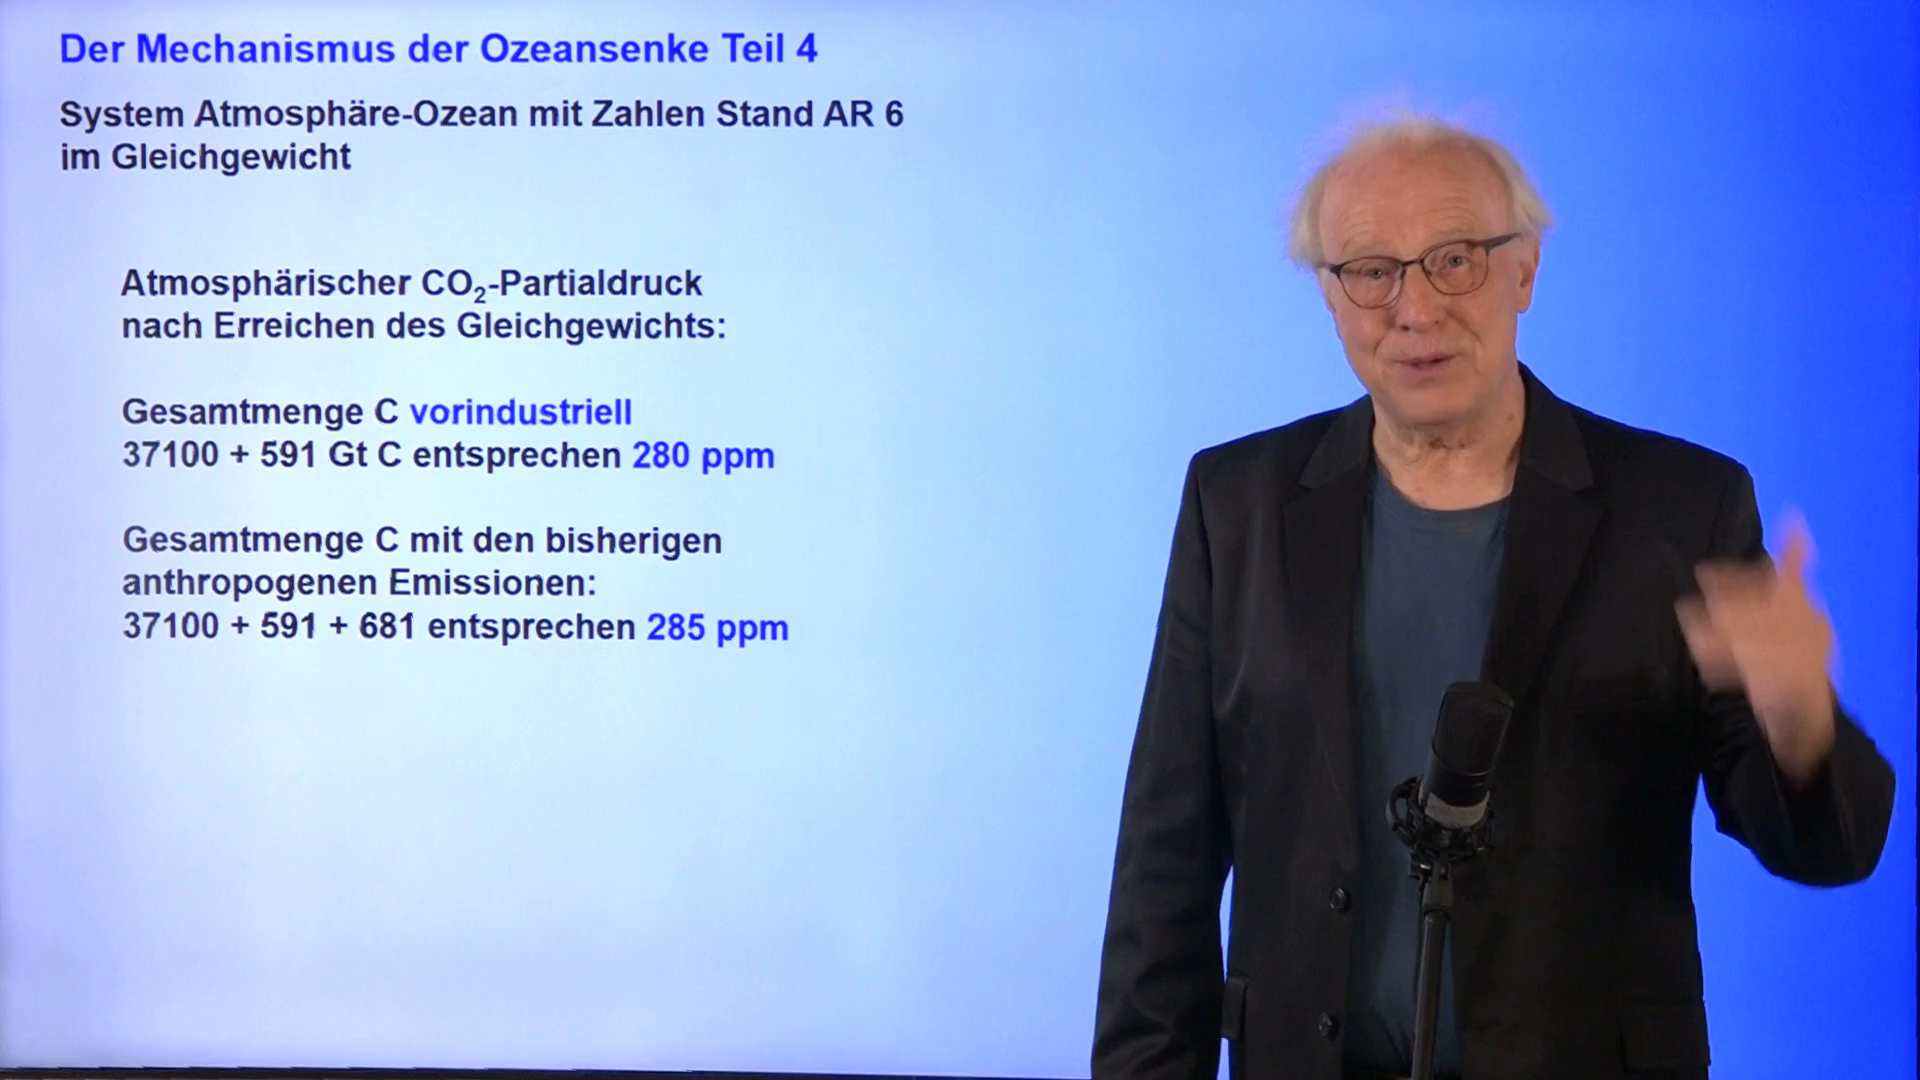 Der Mechanismus der Ozeansenke Teil 4
System Atmosphäre-Ozean mit Zahlen Stand AR 6
im Gleichgewicht
Atmosphärischer CO₂-Partialdruck
nach Erreichen des Gleichgewichts:
Gesamtmenge C vorindustriell
37100 + 591 Gt C entsprechen 280 ppm
Gesamtmenge C mit den bisherigen
anthropogenen Emissionen:
37100 + 591 + 681 entsprechen 285 ppm